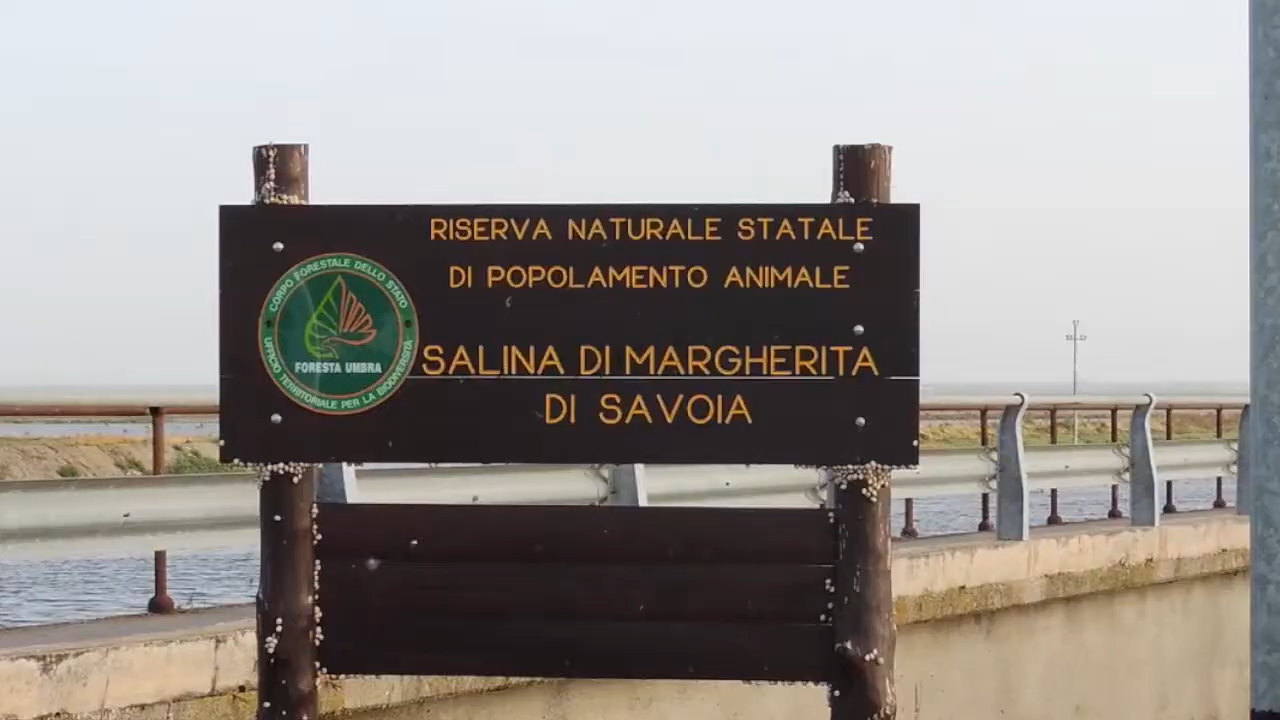 RISERVA NATURALE STATALE
DI POPOLAMENTO ANIMALE
SALINA DI MARGHERITA
DI SAVOIA
CORPO FORESTALE DELLO STATO
FORESTA UMBRA
UFFICIO TERRITORIALE PER LA BIODIVERSITÀ